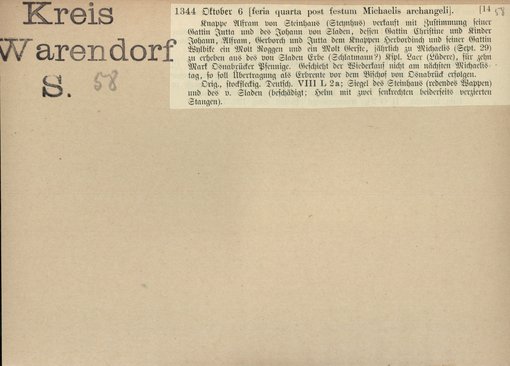 Kreis
Warendorf
S. 58
1344 Oktober 6 [feria quarta post festum Michaelis archangeli]. [14 58
Knappe Alfram von Steinhaus (Steynhus) verkauft mit Zustimmung seiner
Gattin Jutta und des Johann von Sladen, dessen Gattin Christine und Kinder
Johann, Alfram, Gerborch und Jutta dem Knappen Herbordinch und seiner Gattin
Wylbike ein Molt Roggen und ein Molt Gerste, jährlich zu Michaelis (Sept. 29)
zu erheben aus des von Sladen Erbe (Schlatmann?) Kspl. Laer (Lódere), für zehn
Mark Osnabrücker Pfennige. Geschieht der Wiederkauf nicht am nächsten Michaelis-
tag, so soll Übertragung als Erbrente vor dem Bischof von Osnabrück erfolgen.
Orig., stockfleckig. Deutsch. VIII L 2a; Siegel des Steinhaus (redendes Wappen)
und des v. Sladen (beschädigt; Helm mit zwei senkrechten beiderseits verzierten
Stangen).